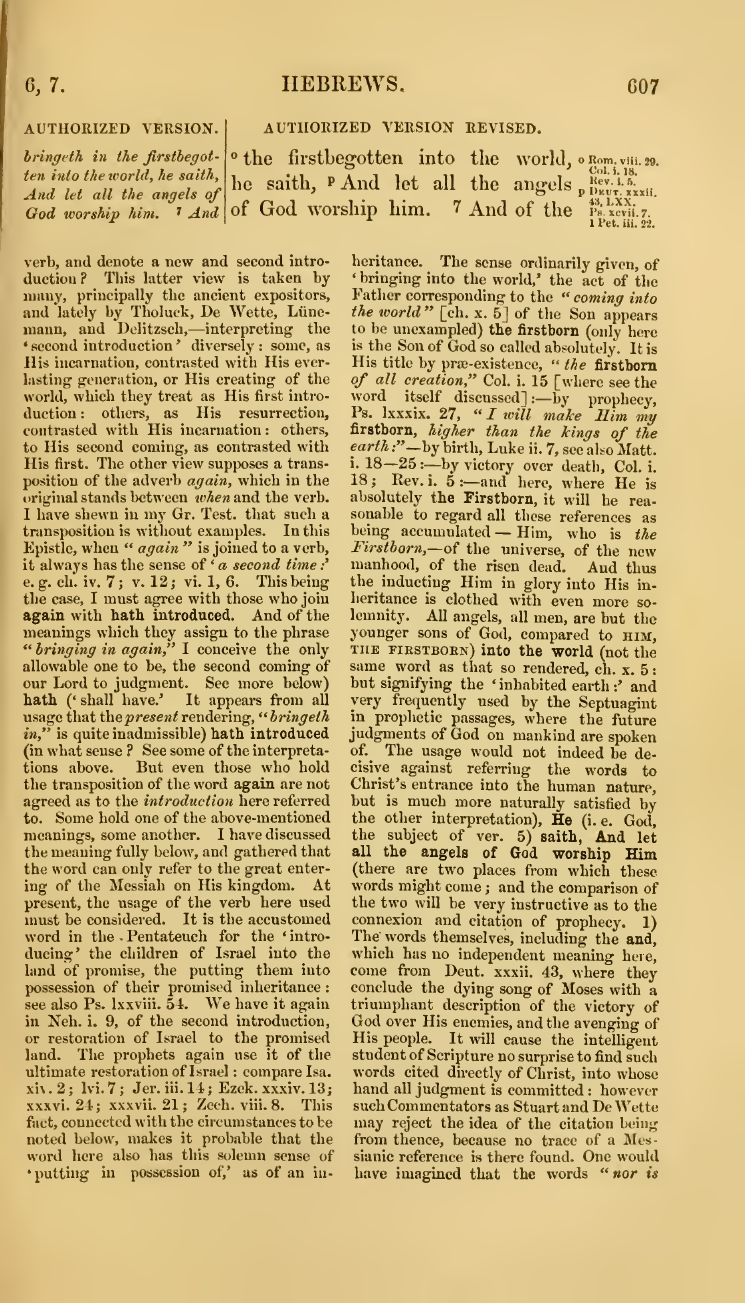 6, 7.
HEBREWS.
607
AUTHORIZED VERSION.
bringeth in the firstbegot-
ten into the world, he saith,
And let all the angels of
God worship him. 7 And
AUTHORIZED VERSION REVISED.
o the firstbegotten into the world,
he saith, p And let all the angels
of God worship him. 7 And of the
o Rom. viii. 29.
Col. i. 18.
Rev. i. 5.
p DEUT. xxxii.
43, LXX.
Ps. xcvii. 7.
1 Pet. iii. 22.
verb, and denote a new and second intro-
duction? This latter view is taken by
many, principally the ancient expositors,
and lately by Tholuck, De Wette, Lüne-
mann, and Delitzsch,—interpreting the
‘second introduction’ diversely: some, as
His incarnation, contrasted with His ever-
lasting generation, or His creating of the
world, which they treat as His first intro-
duction: others, as His resurrection,
contrasted with His incarnation: others,
to His second coming, as contrasted with
His first. The other view supposes a trans-
position of the adverb again, which in the
original stands between when and the verb.
I have shewn in my Gr. Test. that such a
transposition is without examples. In this
Epistle, when “again” is joined to a verb,
it always has the sense of ‘a second time:’
e. g. ch. iv. 7; v. 12; vi. 1, 6. This being
the case, I must agree with those who join
again with hath introduced. And of the
meanings which they assign to the phrase
“bringing in again,” I conceive the only
allowable one to be, the second coming of
our Lord to judgment. See more below)
hath (‘shall have.’ It appears from all
usage that the present rendering, “bringeth
in,” is quite inadmissible) hath introduced
(in what sense? See some of the interpreta-
tions above. But even those who hold
the transposition of the word again are not
agreed as to the introduction here referred
to. Some hold one of the above-mentioned
meanings, some another. I have discussed
the meaning fully below, and gathered that
the word can only refer to the great enter-
ing of the Messiah on His kingdom. At
present, the usage of the verb here used
must be considered. It is the accustomed
word in the Pentateuch for the ‘intro-
ducing’ the children of Israel into the
land of promise, the putting them into
possession of their promised inheritance:
see also Ps. lxxviii. 54. We have it again
in Neh. i. 9, of the second introduction,
or restoration of Israel to the promised
land. The prophets again use it of the
ultimate restoration of Israel: compare Isa.
xiv. 2; lvi. 7; Jer. iii. 14; Ezek. xxxiv. 13;
xxxvi. 24; xxxvii. 21; Zech. viii. 8. This
fact, connected with the circumstances to be
noted below, makes it probable that the
word here also has this solemn sense of
‘putting in possession of,’ as of an in-
heritance. The sense ordinarily given, of
‘bringing into the world,’ the act of the
Father corresponding to the “coming into
the world” [ch. x. 5] of the Son appears
to be unexampled) the firstborn (only here
is the Son of God so called absolutely. It is
His title by præ-existence, “the firstborn
of all creation,” Col. i. 15 [where see the
word itself discussed]:—by prophecy,
Ps. lxxxix. 27, “I will make Him my
firstborn, higher than the kings of the
earth:”—by birth, Luke ii. 7, see also Matt.
i. 18—25:—by victory over death, Col. i.
18; Rev. i. 5:—and here, where He is
absolutely the Firstborn, it will be rea-
sonable to regard all these references as
being accumulated — Him, who is the
Firstborn,—of the universe, of the new
manhood, of the risen dead. And thus
the inducting Him in glory into His in-
heritance is clothed with even more so-
lemnity. All angels, all men, are but the
younger sons of God, compared to HIM,
THE FIRSTBORN) into the world (not the
same word as that so rendered, ch. x. 5:
but signifying the ‘inhabited earth:’ and
very frequently used by the Septuagint
in prophetic passages, where the future
judgments of God on mankind are spoken
of. The usage would not indeed be de-
cisive against referring the words to
Christ’s entrance into the human nature,
but is much more naturally satisfied by
the other interpretation), He (i. e. God,
the subject of ver. 5) saith, And let
all the angels of God worship Him
(there are two places from which these
words might come; and the comparison of
the two will be very instructive as to the
connexion and citation of prophecy. 1)
The words themselves, including the and,
which has no independent meaning here,
come from Deut. xxxii. 43, where they
conclude the dying song of Moses with a
triumphant description of the victory of
God over His enemies, and the avenging of
His people. It will cause the intelligent
student of Scripture no surprise to find such
words cited directly of Christ, into whose
hand all judgment is committed: however
such Commentators as Stuart and De Wette
may reject the idea of the citation being
from thence, because no trace of a Mes-
sianic reference is there found. One would
have imagined that the words “nor is